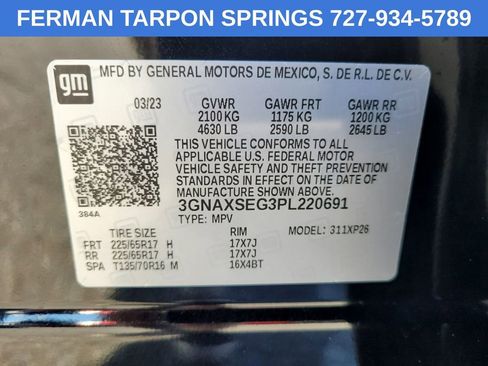 FERMAN TARPON SPRINGS 727-934-5789
gm
MFD BY GENERAL MOTORS DE MEXICO, S. DE R.L. DE C.V.
03/23 GVWR GAWR FRT GAWR RR
2100 KG 1175 KG 1200 KG
4630 LB 2590 LB 2645 LB
THIS VEHICLE CONFORMS TO ALL
APPLICABLE U.S. FEDERAL MOTOR
VEHICLE SAFETY AND THEFT PREVENTION
STANDARDS IN EFFECT ON THE DATE OF
MANUFACTURE SHOWN ABOVE.
384A
3GNAXSEG3PL220691
TYPE: MPV
TIRE SIZE RIM MODEL: 311XP26
FRT 225/65R17 H 17X7J
RR 225/65R17 H 17X7J
SPA T135/70R16 M 16X4BT